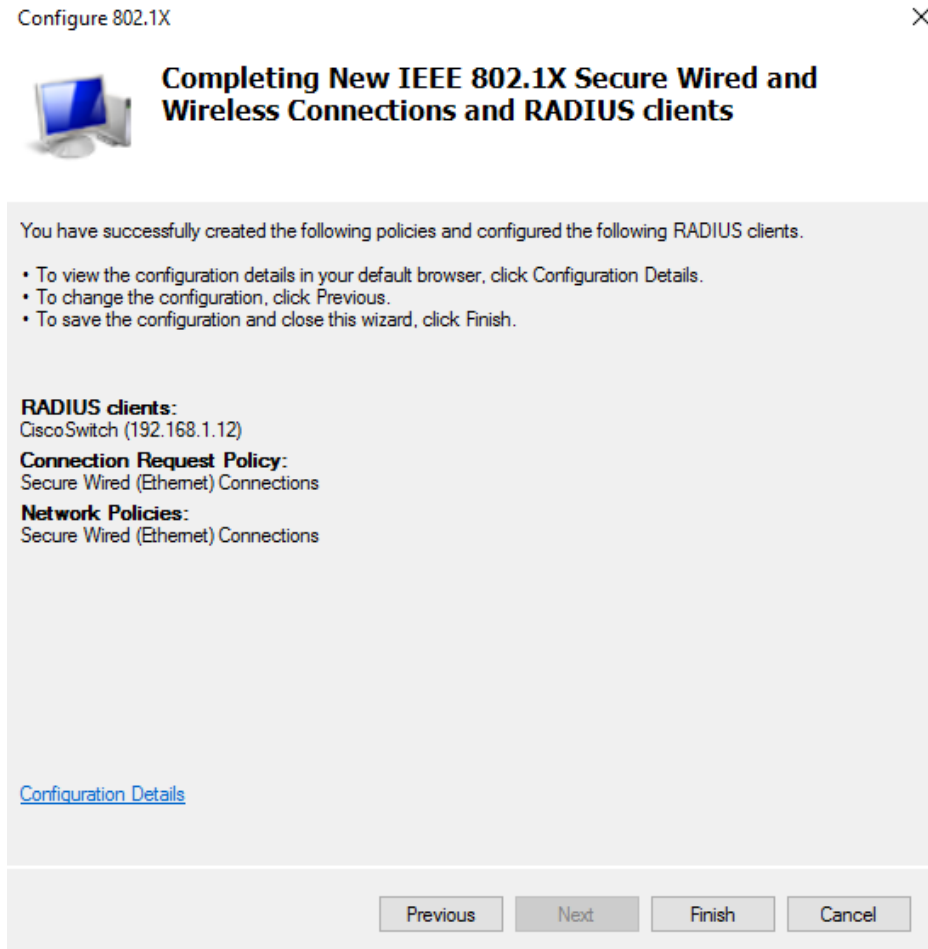 Configure 802.1X
Completing New IEEE 802.1X Secure Wired and
Wireless Connections and RADIUS clients
You have successfully created the following policies and configured the following RADIUS clients.
• To view the configuration details in your default browser, click Configuration Details.
• To change the configuration, click Previous.
• To save the configuration and close this wizard, click Finish.
RADIUS clients:
CiscoSwitch (192.168.1.12)
Connection Request Policy:
Secure Wired (Ethernet) Connections
Network Policies:
Secure Wired (Ethernet) Connections
Configuration Details
Previous Next Finish Cancel